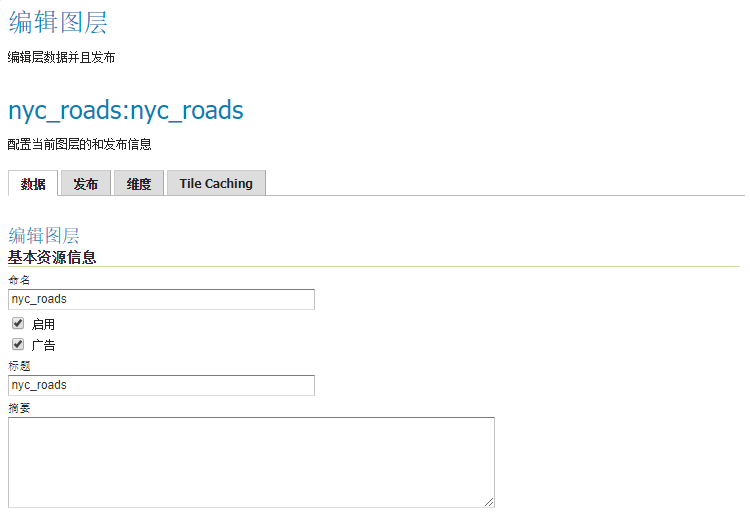 编辑图层
编辑层数据并且发布
nyc_roads:nyc_roads
配置当前图层的和发布信息
数据 发布 维度 Tile Caching
编辑图层
基本资源信息
命名
nyc_roads
启用
广告
标题
nyc_roads
摘要